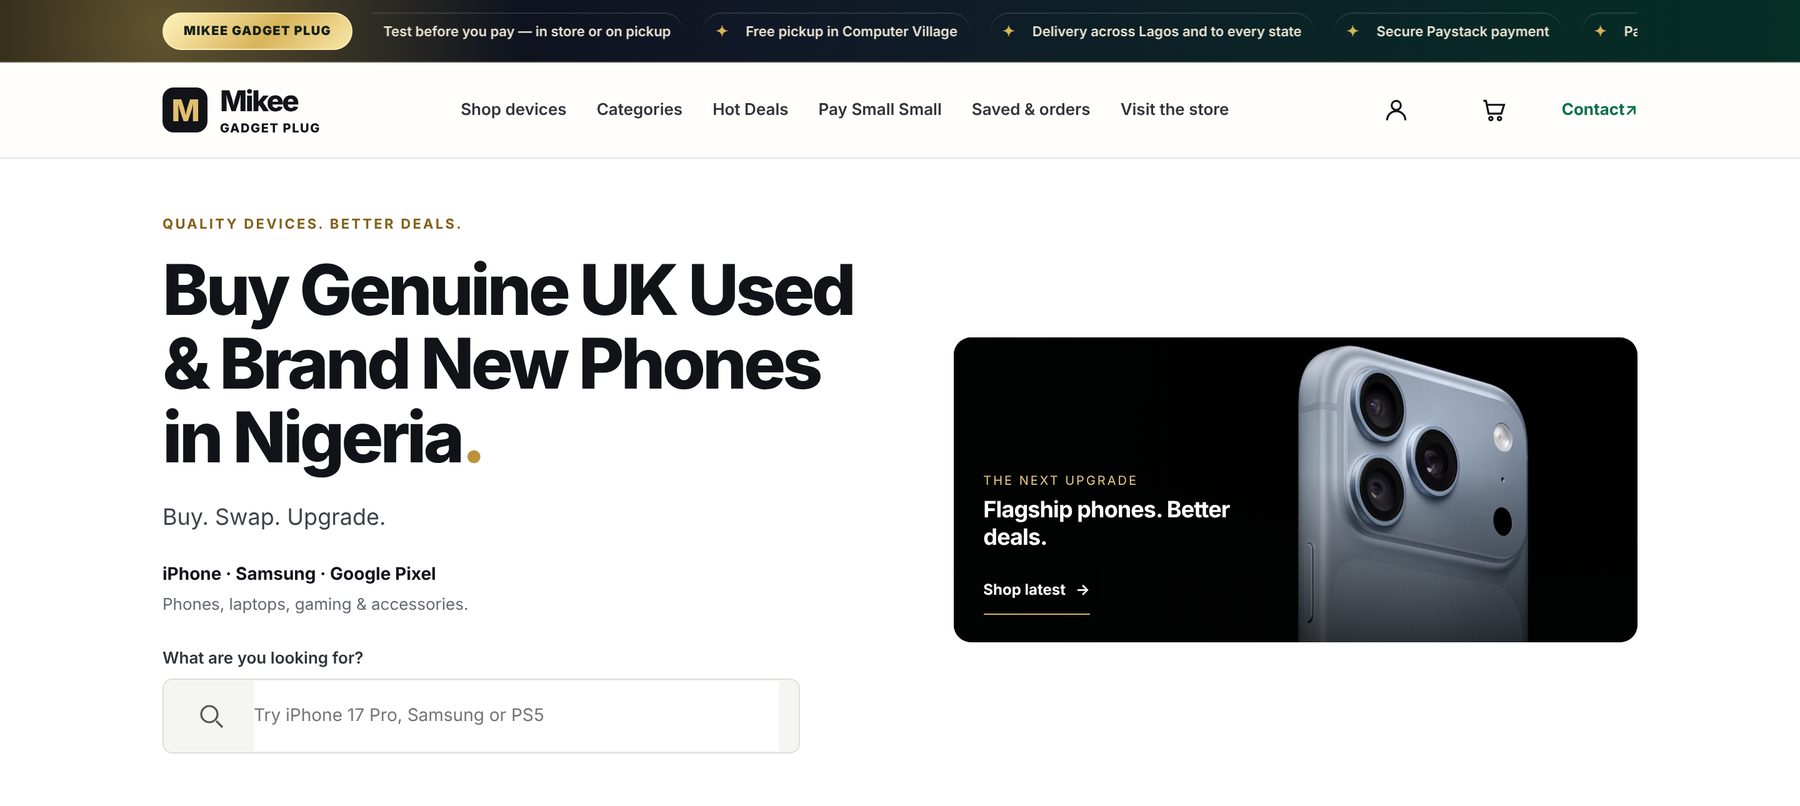 MIKEE GADGET PLUG
Test before you pay — in store or on pickup
✦ Free pickup in Computer Village
✦ Delivery across Lagos and to every state
✦ Secure Paystack payment
✦
M
Mikee
GADGET PLUG
Shop devices
Categories
Hot Deals
Pay Small Small
Saved & orders
Visit the store
Contact↗
QUALITY DEVICES. BETTER DEALS.
Buy Genuine UK Used
& Brand New Phones
in Nigeria.
Buy. Swap. Upgrade.
iPhone · Samsung · Google Pixel
Phones, laptops, gaming & accessories.
What are you looking for?
Try iPhone 17 Pro, Samsung or PS5
THE NEXT UPGRADE
Flagship phones. Better
deals.
Shop latest →